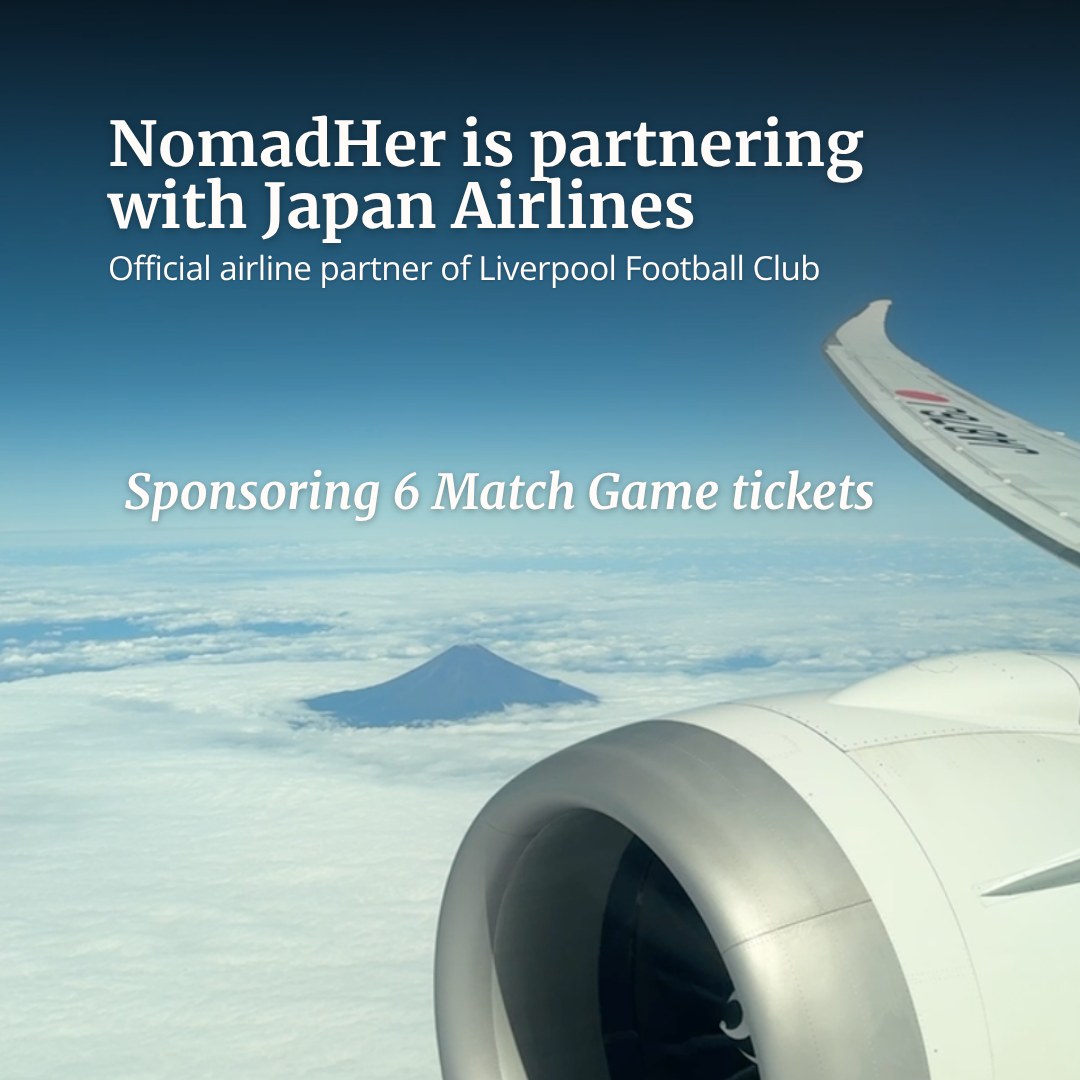 NomadHer is partnering
with Japan Airlines
Official airline partner of Liverpool Football Club
Sponsoring 6 Match Game tickets